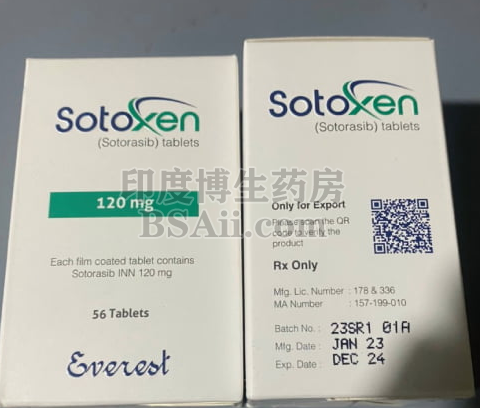 Sotoxen
(Sotorasib) tablets
120 mg
Each film coated tablet contains
Sotorasib INN 120 mg
56 Tablets
Everest
Sotoxen
(Sotorasib) tablets
Only for Export
Please scan the QR
code to verify the
product
Rx Only
Mfg. Lic. Number : 178 & 336
MA Number : 157-199-010
Batch No. : 23SR1 01A
Mfg. Date : JAN 23
Exp. Date : DEC 24
印度博生药房
BSAii.com